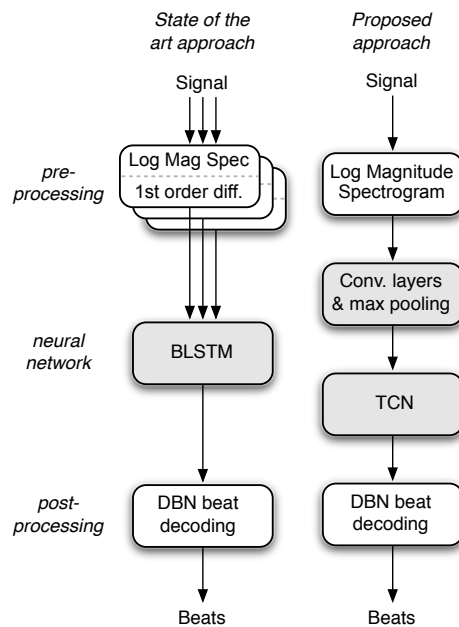 State of the
art approach
Proposed
approach
Signal
Signal
pre-
processing
Log Mag Spec
1st order diff.
Log Magnitude
Spectrogram
Conv. layers
& max pooling
neural
network
BLSTM
TCN
post-
processing
DBN beat
decoding
DBN beat
decoding
Beats
Beats